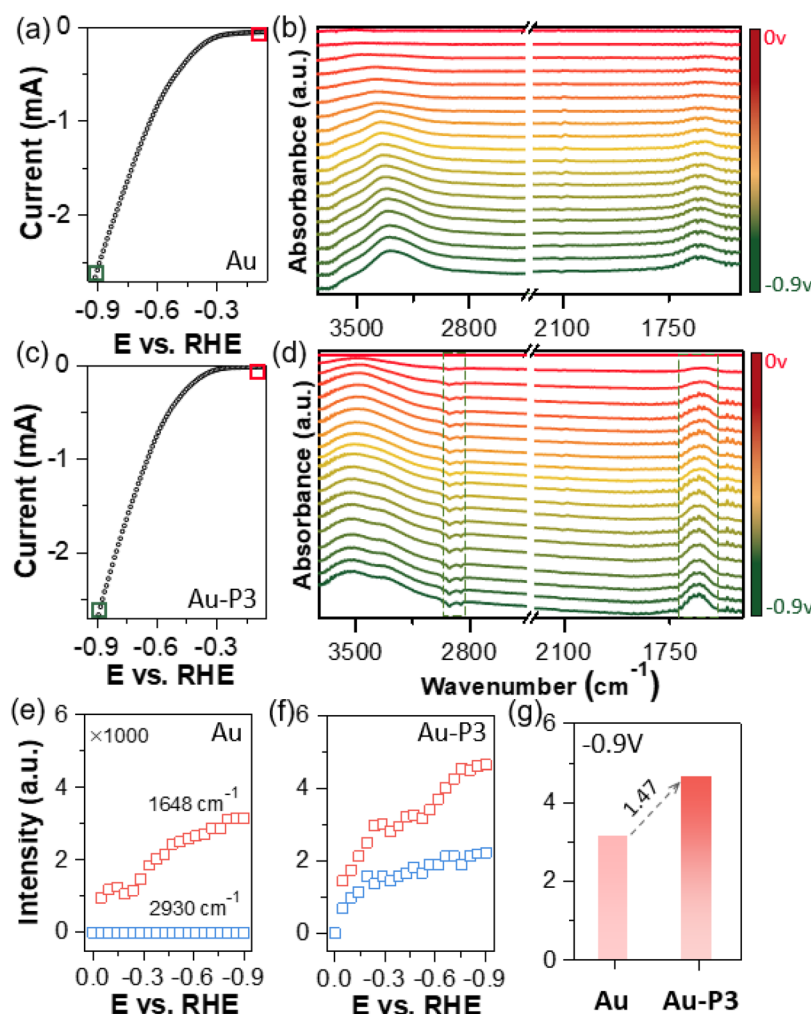 (a)
0
-1
-2
Current (mA)
Au
-0.9 -0.6 -0.3
E vs. RHE
(b)
Absorbanbce (a.u.)
3500 2800 2100 1750
0v
-0.9v
(c)
0
-1
-2
Current (mA)
Au-P3
-0.9 -0.6 -0.3
E vs. RHE
(d)
Absorbance (a.u.)
3500 2800 2100 1750
Wavenumber (cm-1)
0v
-0.9v
(e)
6
4
2
0
Intensity (a.u.)
Au
×1000
1648 cm-1
2930 cm-1
0.0 -0.3 -0.6 -0.9
E vs. RHE
(f)
6
4
2
0
Au-P3
0.0 -0.3 -0.6 -0.9
E vs. RHE
(g)
6
4
2
0
-0.9V
1.47
Au Au-P3